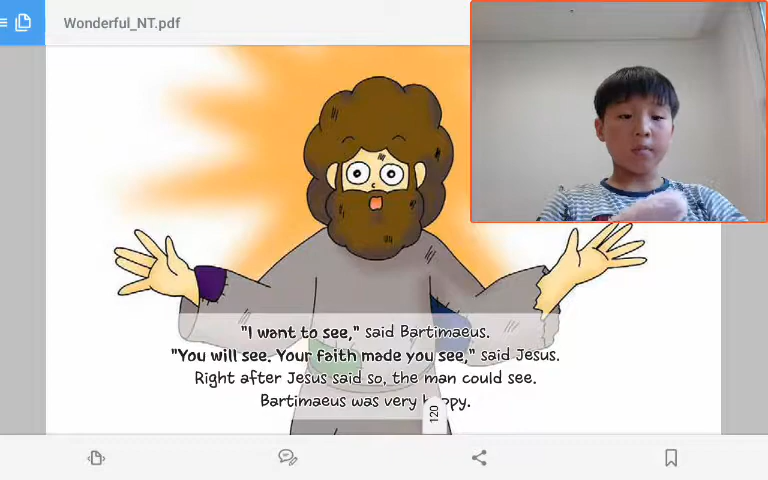 Wonderful_NT.pdf
"I want to see," said Bartimaeus.
"You will see. Your faith made you see," said Jesus.
Right after Jesus said so, the man could see.
Bartimaeus was very happy.
120